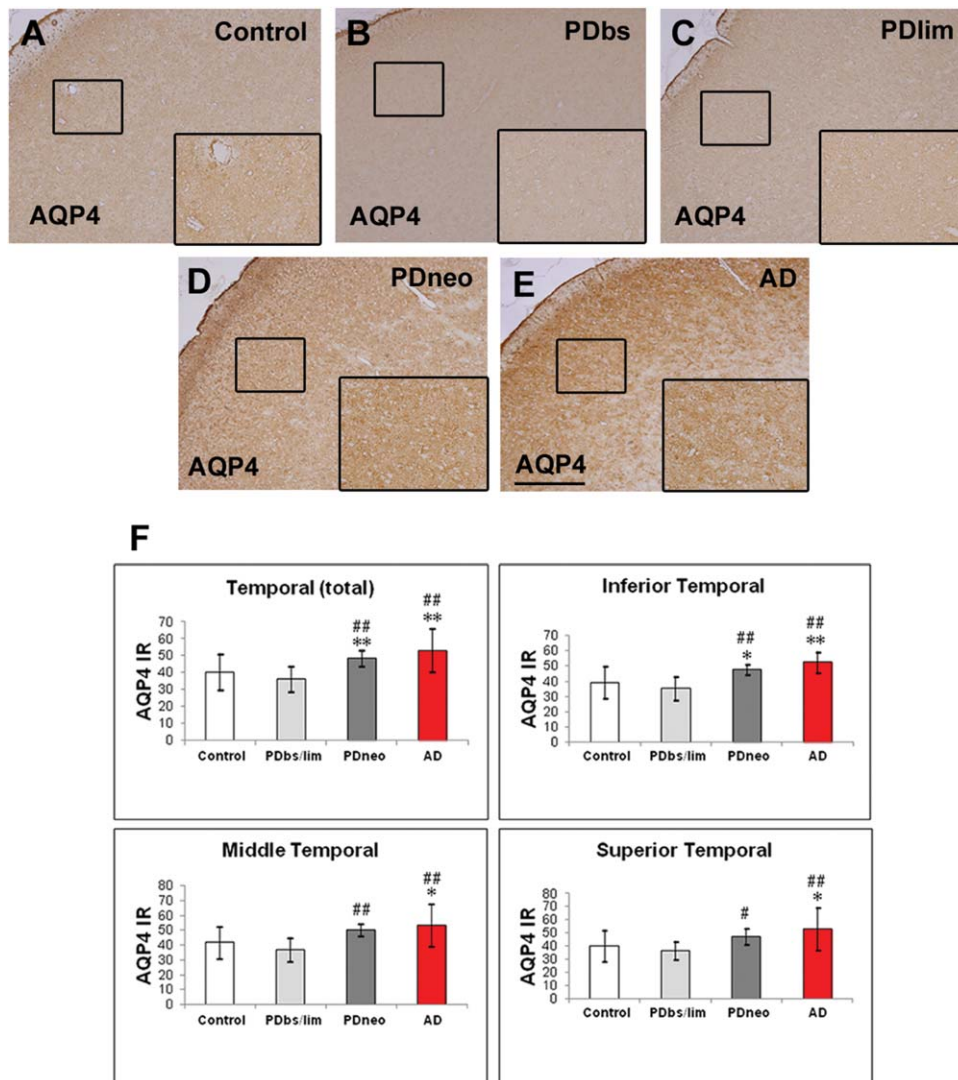 A Control
AQP4
B PDbs
C PDlim
D PDneo
AQP4
E AD
AQP4
F
Temporal (total)
AQP4 IR
80
70
60
50
40
30
20
10
0
##
**
##
**
Control PDbs/lim PDneo AD
Inferior Temporal
AQP4 IR
70
60
50
40
30
20
10
0
##
*
##
**
Control PDbs/lim PDneo AD
Middle Temporal
AQP4 IR
80
70
60
50
40
30
20
10
0
##
##
*
Control PDbs/lim PDneo AD
Superior Temporal
AQP4 IR
80
70
60
50
40
30
20
10
0
#
##
*
Control PDbs/lim PDneo AD